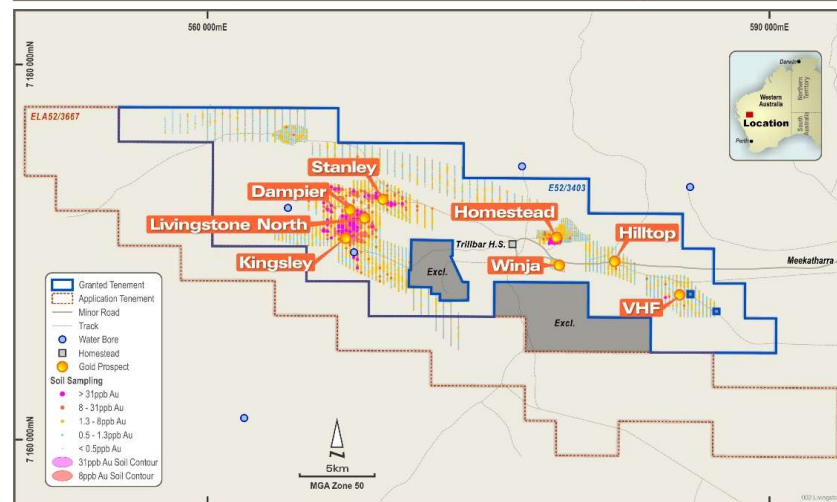 560 000mE
590 000mE
7 180 000mN
7 160 000mN
ELA52/3667
E52/3403
Stanley
Dampier
Livingstone North
Kingsley
Homestead
Trillbar H.S.
Winja
Hilltop
Meekatharra
VHF
Excl.
Excl.
Darwin
Western
Australia
Northern
Territory
South
Australia
Location
Perth
Granted Tenement
Application Tenement
Minor Road
Track
Water Bore
Homestead
Gold Prospect
Soil Sampling
> 31ppb Au
8 - 31ppb Au
1.3 - 8ppb Au
0.5 - 1.3ppb Au
< 0.5ppb Au
31ppb Au Soil Contour
8ppb Au Soil Contour
N
5km
MGA Zone 50